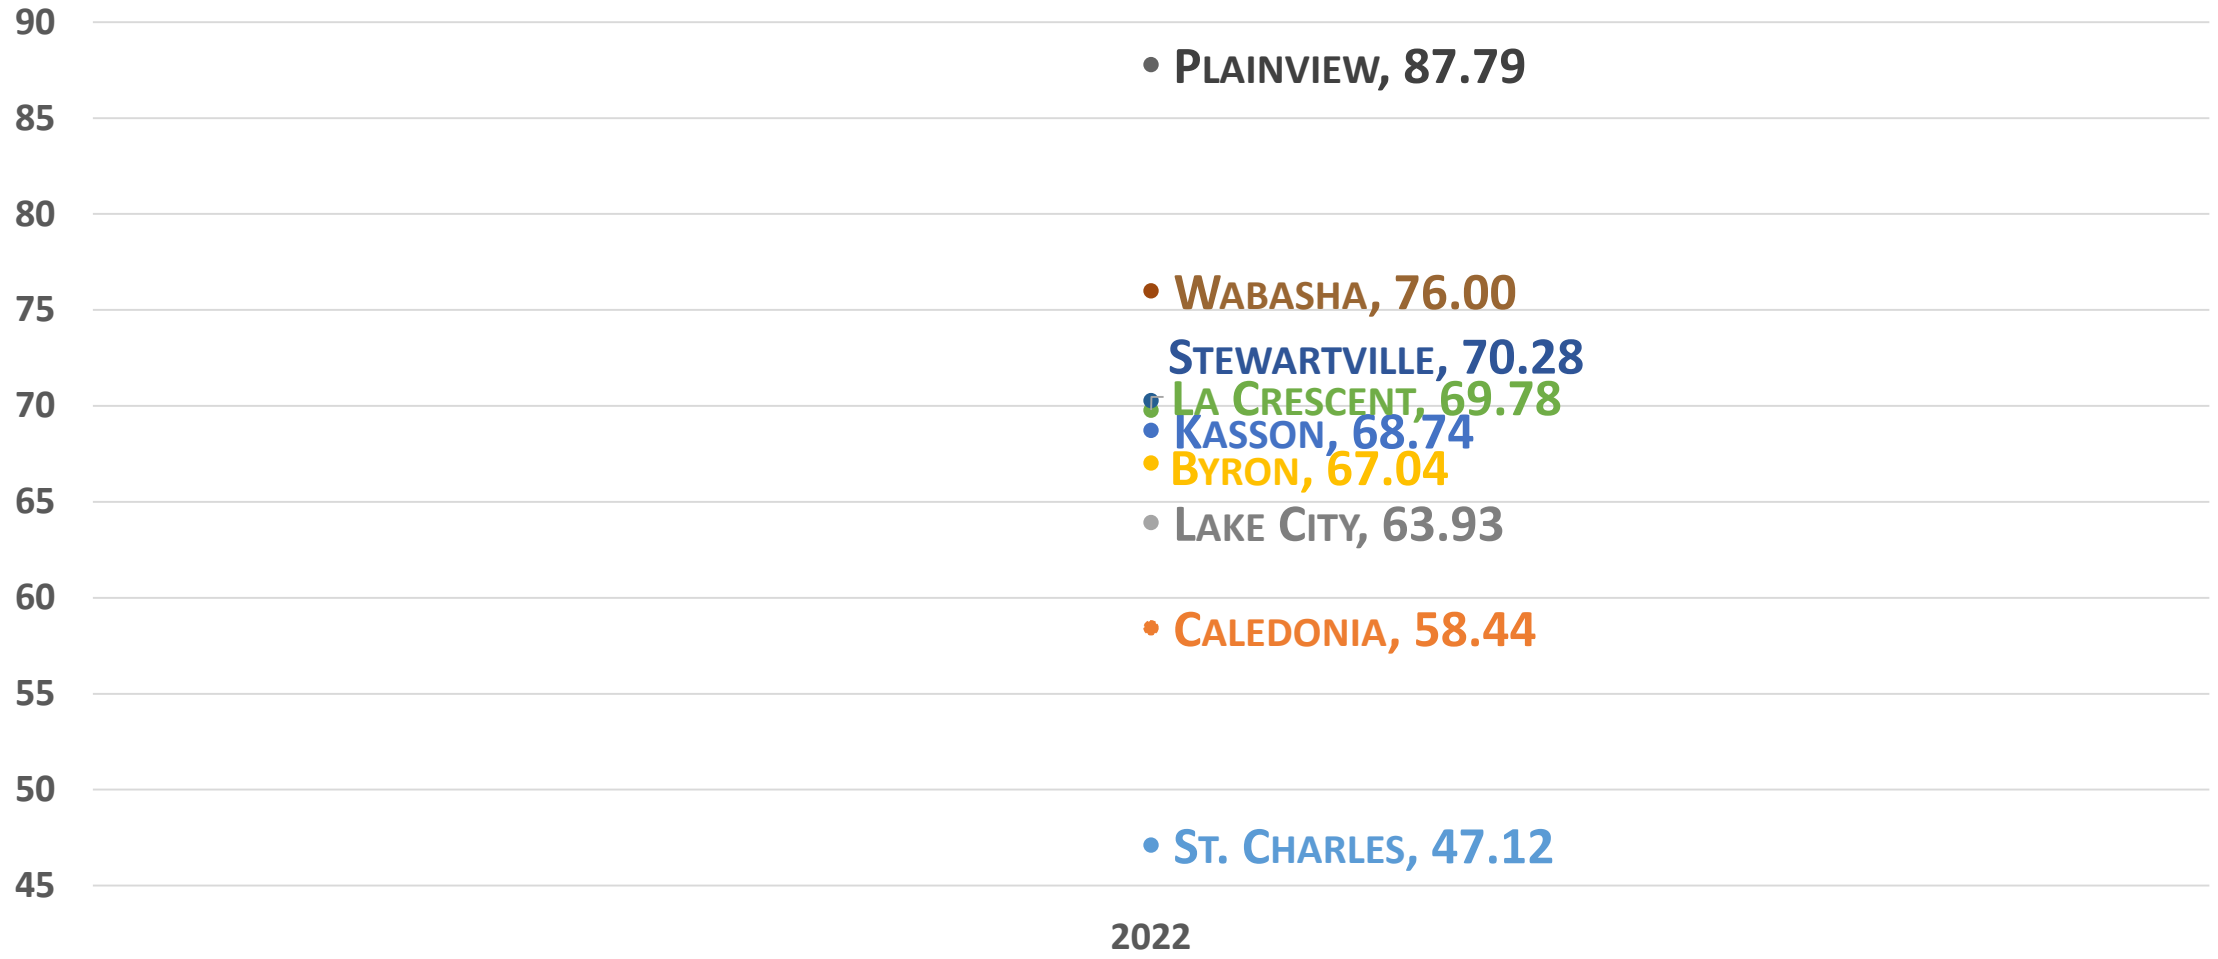 90
PLAINVIEW, 87.79
85
80
WABASHA, 76.00
75
STEWARTVILLE, 70.28
LA CRESCENT, 69.78
70
KASSON, 68.74
BYRON, 67.04
65
LAKE CITY, 63.93
60
CALEDONIA, 58.44
55
50
ST. CHARLES, 47.12
45
2022